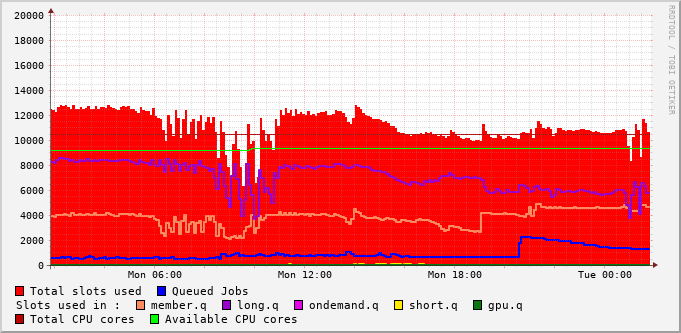 20000
18000
16000
14000
12000
10000
8000
6000
4000
2000
0
Mon 06:00 Mon 12:00 Mon 18:00 Tue 00:00
RRDTOOL / TOBI OETIKER
Total slots used Queued Jobs
Slots used in : member.q long.q ondemand.q short.q gpu.q
Total CPU cores Available CPU cores